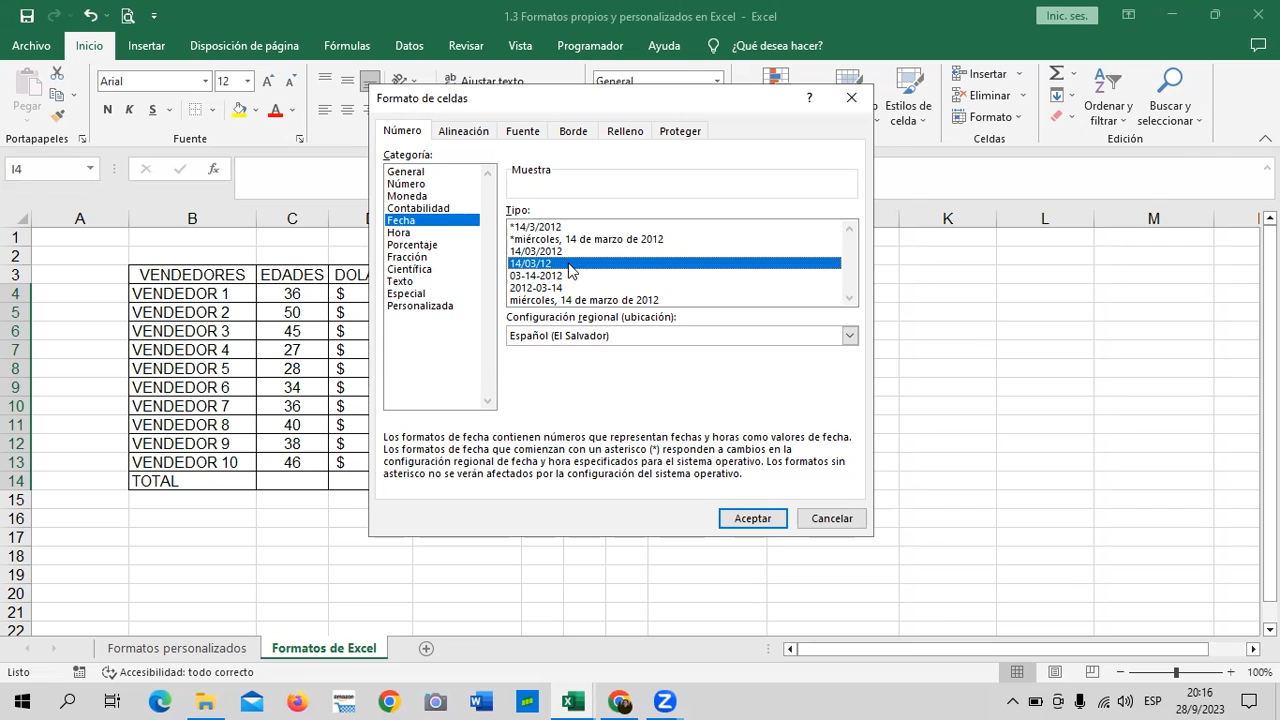 1.3 Formatos propios y personalizados en Excel - Excel
Inic. ses.
Archivo Inicio Insertar Disposición de página Fórmulas Datos Revisar Vista Programador Ayuda ¿Qué desea hacer?
Pegar
Arial 12
Ajustar texto
General
N K S
Estilos de celda
Insertar
Eliminar
Formato
Ordenar y filtrar
Buscar y seleccionar
Portapapeles Fuente Celdas Edición
I4
fx
Formato de celdas
Número Alineación Fuente Borde Relleno Proteger
Categoría:
General
Número
Moneda
Contabilidad
Fecha
Hora
Porcentaje
Fracción
Científica
Texto
Especial
Personalizada
Muestra
Tipo:
*14/3/2012
*miércoles, 14 de marzo de 2012
14/03/2012
14/03/12
03-14-2012
2012-03-14
miércoles, 14 de marzo de 2012
Configuración regional (ubicación):
Español (El Salvador)
Los formatos de fecha contienen números que representan fechas y horas como valores de fecha.
Los formatos de fecha que comienzan con un asterisco (*) responden a cambios en la
configuración regional de fecha y hora especificados para el sistema operativo. Los formatos sin
asterisco no se verán afectados por la configuración del sistema operativo.
Aceptar Cancelar
A B C D K L M
1
2
3 VENDEDORES EDADES DOLA
4 VENDEDOR 1 36 $
5 VENDEDOR 2 50 $
6 VENDEDOR 3 45 $
7 VENDEDOR 4 27 $
8 VENDEDOR 5 28 $
9 VENDEDOR 6 34 $
10 VENDEDOR 7 36 $
11 VENDEDOR 8 40 $
12 VENDEDOR 9 38 $
13 VENDEDOR 10 46 $
14 TOTAL
15
16
17
18
19
20
21
22
Formatos personalizados Formatos de Excel
Listo Accesibilidad: todo correcto 100%
ESP
20:16
28/9/2023